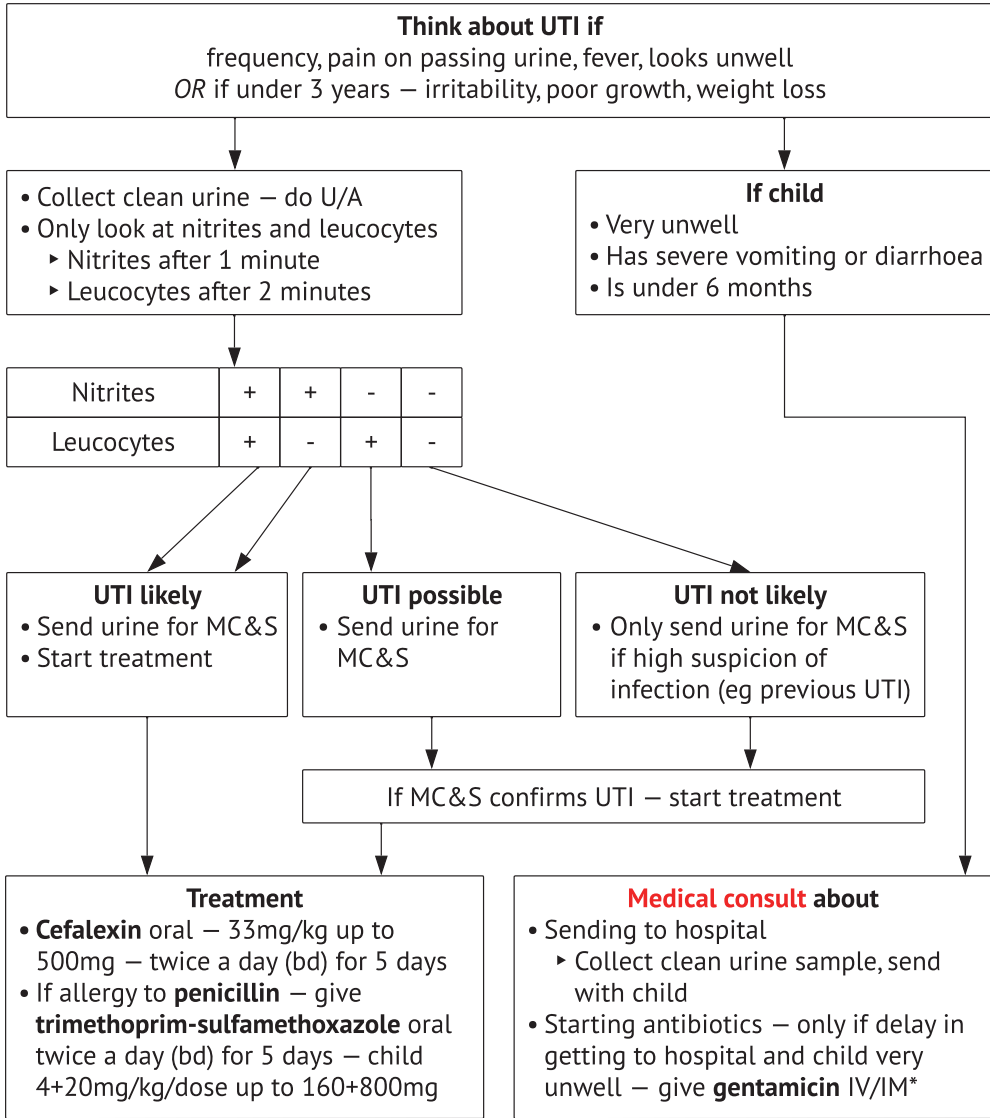 Think about UTI if
frequency, pain on passing urine, fever, looks unwell
OR if under 3 years — irritability, poor growth, weight loss
• Collect clean urine — do U/A
• Only look at nitrites and leucocytes
▸ Nitrites after 1 minute
▸ Leucocytes after 2 minutes
If child
• Very unwell
• Has severe vomiting or diarrhoea
• Is under 6 months
Nitrites + + - -
Leucocytes + - + -
UTI likely
• Send urine for MC&S
• Start treatment
UTI possible
• Send urine for
MC&S
UTI not likely
• Only send urine for MC&S
if high suspicion of
infection (eg previous UTI)
If MC&S confirms UTI — start treatment
Treatment
• Cefalexin oral — 33mg/kg up to
500mg — twice a day (bd) for 5 days
• If allergy to penicillin — give
trimethoprim-sulfamethoxazole oral
twice a day (bd) for 5 days — child
4+20mg/kg/dose up to 160+800mg
Medical consult about
• Sending to hospital
▸ Collect clean urine sample, send
with child
• Starting antibiotics — only if delay in
getting to hospital and child very
unwell — give gentamicin IV/IM*